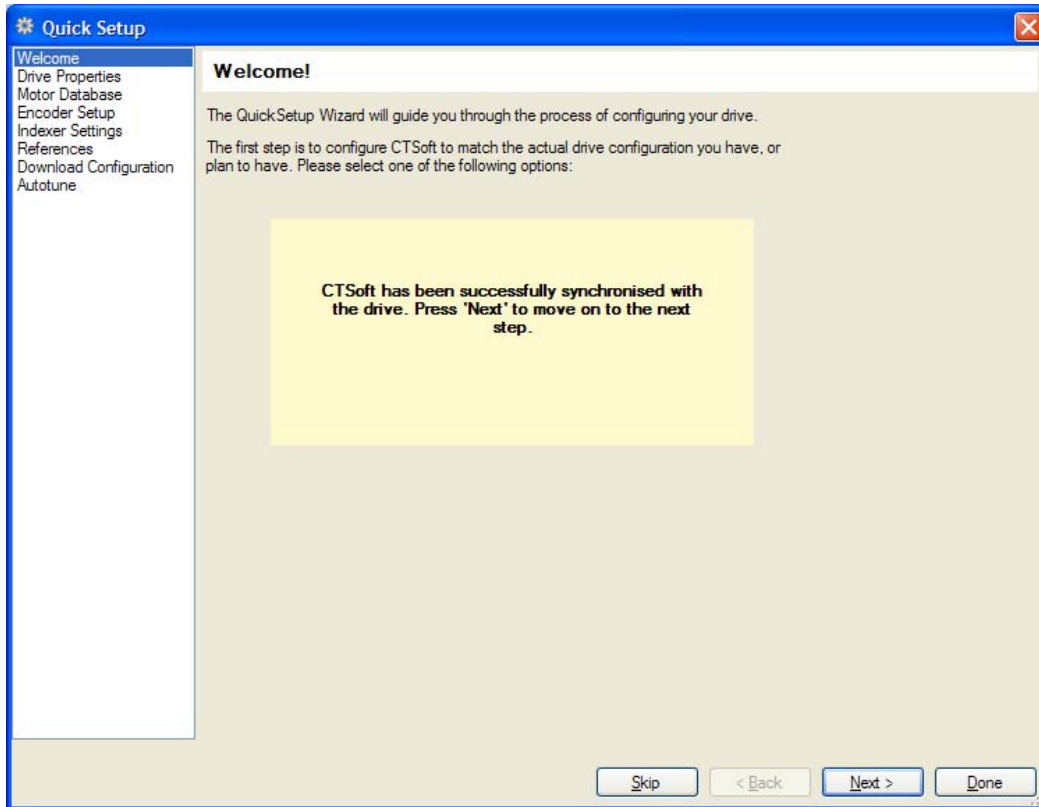 Quick Setup
Welcome
Drive Properties
Motor Database
Encoder Setup
Indexer Settings
References
Download Configuration
Autotune
Welcome!
The QuickSetup Wizard will guide you through the process of configuring your drive.
The first step is to configure CTSoft to match the actual drive configuration you have, or
plan to have. Please select one of the following options:
CTSoft has been successfully synchronised with
the drive. Press 'Next' to move on to the next
step.
Skip
< Back
Next >
Done